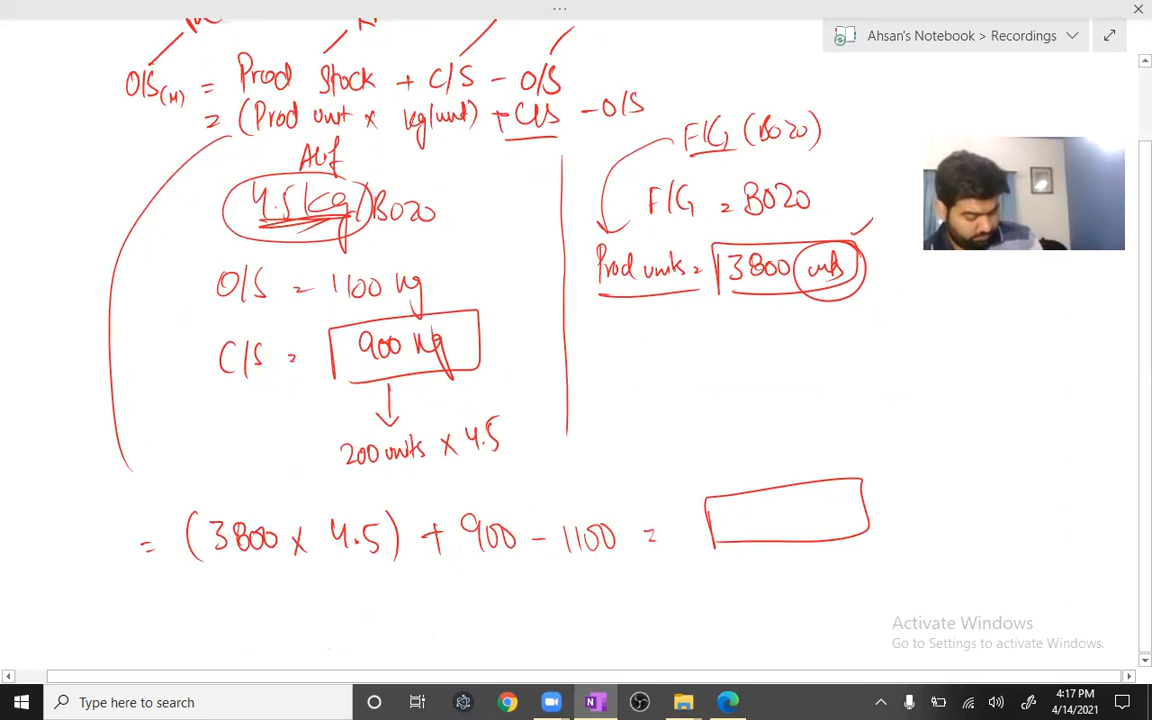 Ahsan's Notebook > Recordings
O/S(M) = Prod Stock + C/S - O/S
= (Prod unit x kg/unit) + C/S - O/S
F/G (B020)
4.5 kg / B020
F/G = B020
Prod units = 3800 units
O/S = 1100 kg
C/S = 900 kg
200 units x 4.5
= (3800 x 4.5) + 900 - 1100 =
Activate Windows
Go to Settings to activate Windows.
Type here to search
4:17 PM
4/14/2021